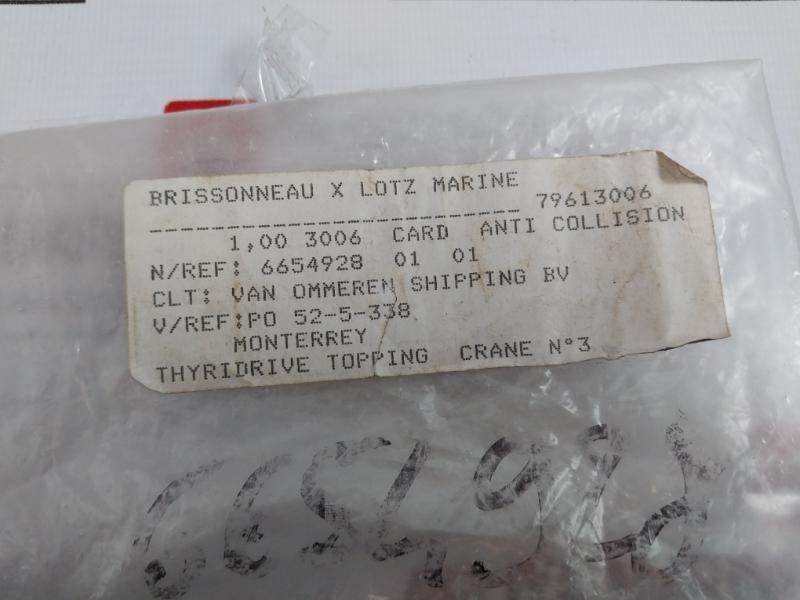 BRISSONNEAU X LOTZ MARINE
------------------------- 79613006
1,00 3006 CARD ANTI COLLISION
N/REF: 6654928 01 01
CLT: VAN OMMEREN SHIPPING BV
V/REF:PO 52-5-338
MONTERREY
THYRIDRIVE TOPPING CRANE N°3
6654928